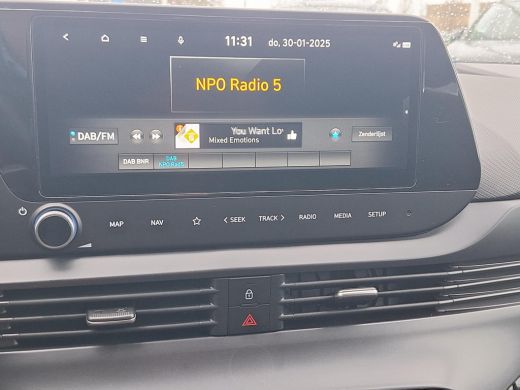 11:31 do, 30-01-2025
NPO Radio 5
DAB/FM
You Want Lo
Mixed Emotions
Zenderlijst
DAB BNR
DAB
NPO Rad5
MAP NAV < SEEK TRACK > RADIO MEDIA SETUP